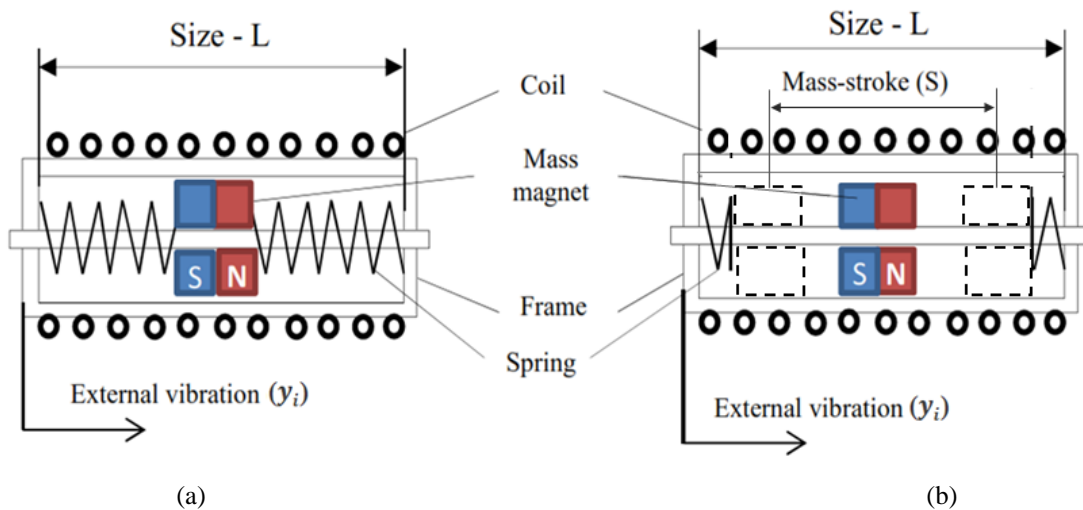 Size - L
Size - L
Mass-stroke (S)
Coil
Mass
magnet
S N
S N
Frame
Spring
External vibration (yᵢ)
External vibration (yᵢ)
(a)
(b)